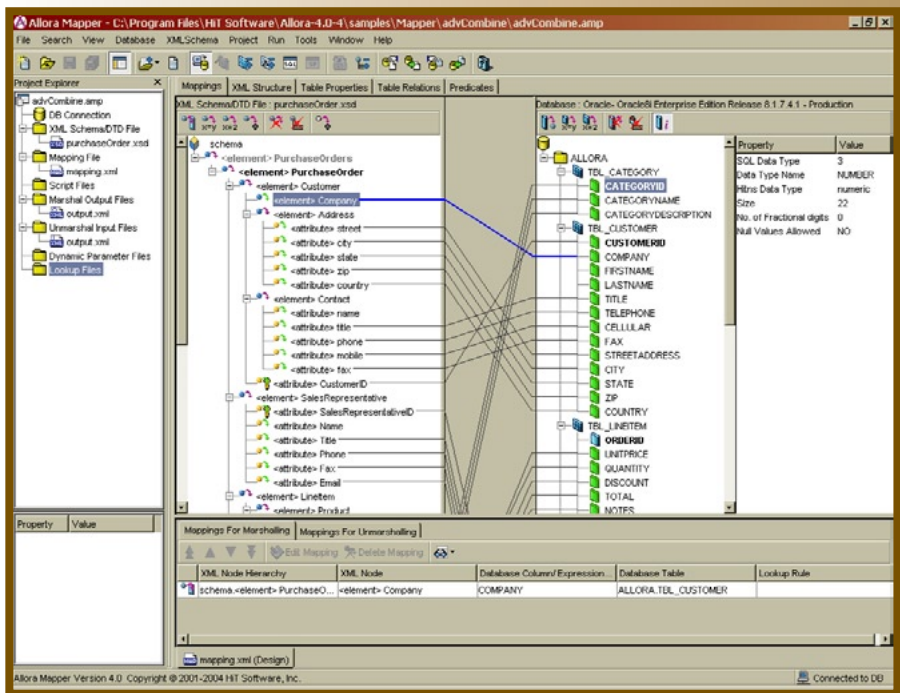 Allora Mapper - C:\Program Files\HiT Software\Allora-4.0-4\samples\Mapper\advCombine\advCombine.amp
File Search View Database XMLSchema Project Run Tools Window Help
Project Explorer
advCombine.amp
DB Connection
XML Schema/DTD File
purchaseOrder.xsd
Mapping File
mapping.xml
Script Files
Marshal Output Files
output.xml
Unmarshal Input Files
output.xml
Dynamic Parameter Files
Lookup Files
Property Value
Mappings XML Structure Table Properties Table Relations Predicates
XML Schema/DTD File : purchaseOrder.xsd
schema
<element> PurchaseOrders
<element> PurchaseOrder
<element> Customer
<element> Company
<element> Address
<attribute> street
<attribute> city
<attribute> state
<attribute> zip
<attribute> country
<element> Contact
<attribute> name
<attribute> title
<attribute> phone
<attribute> mobile
<attribute> fax
<attribute> CustomerID
<element> SalesRepresentative
<attribute> SalesRepresentativeID
<attribute> Name
<attribute> Title
<attribute> Phone
<attribute> Fax
<attribute> Email
<element> LineItem
<element> Product
Database : Oracle- Oracle8i Enterprise Edition Release 8.1.7.4.1 - Production
ALLORA
TBL_CATEGORY
CATEGORYID
CATEGORYNAME
CATEGORYDESCRIPTION
TBL_CUSTOMER
CUSTOMERID
COMPANY
FIRSTNAME
LASTNAME
TITLE
TELEPHONE
CELLULAR
FAX
STREETADDRESS
CITY
STATE
ZIP
COUNTRY
TBL_LINEITEM
ORDERID
UNITPRICE
QUANTITY
DISCOUNT
TOTAL
NOTES
Property Value
SQL Data Type 3
Data Type Name NUMBER
Hitns Data Type numeric
Size 22
No. of Fractional digits 0
Null Values Allowed NO
Mappings For Marshalling Mappings For Unmarshalling
Edit Mapping Delete Mapping
XML Node Hierarchy XML Node Database Column/Expression... Database Table Lookup Rule
schema.<element> PurchaseO... <element> Company COMPANY ALLORA.TBL_CUSTOMER
mapping.xml (Design)
Allora Mapper Version 4.0 Copyright © 2001-2004 HiT Software, Inc. Connected to DB